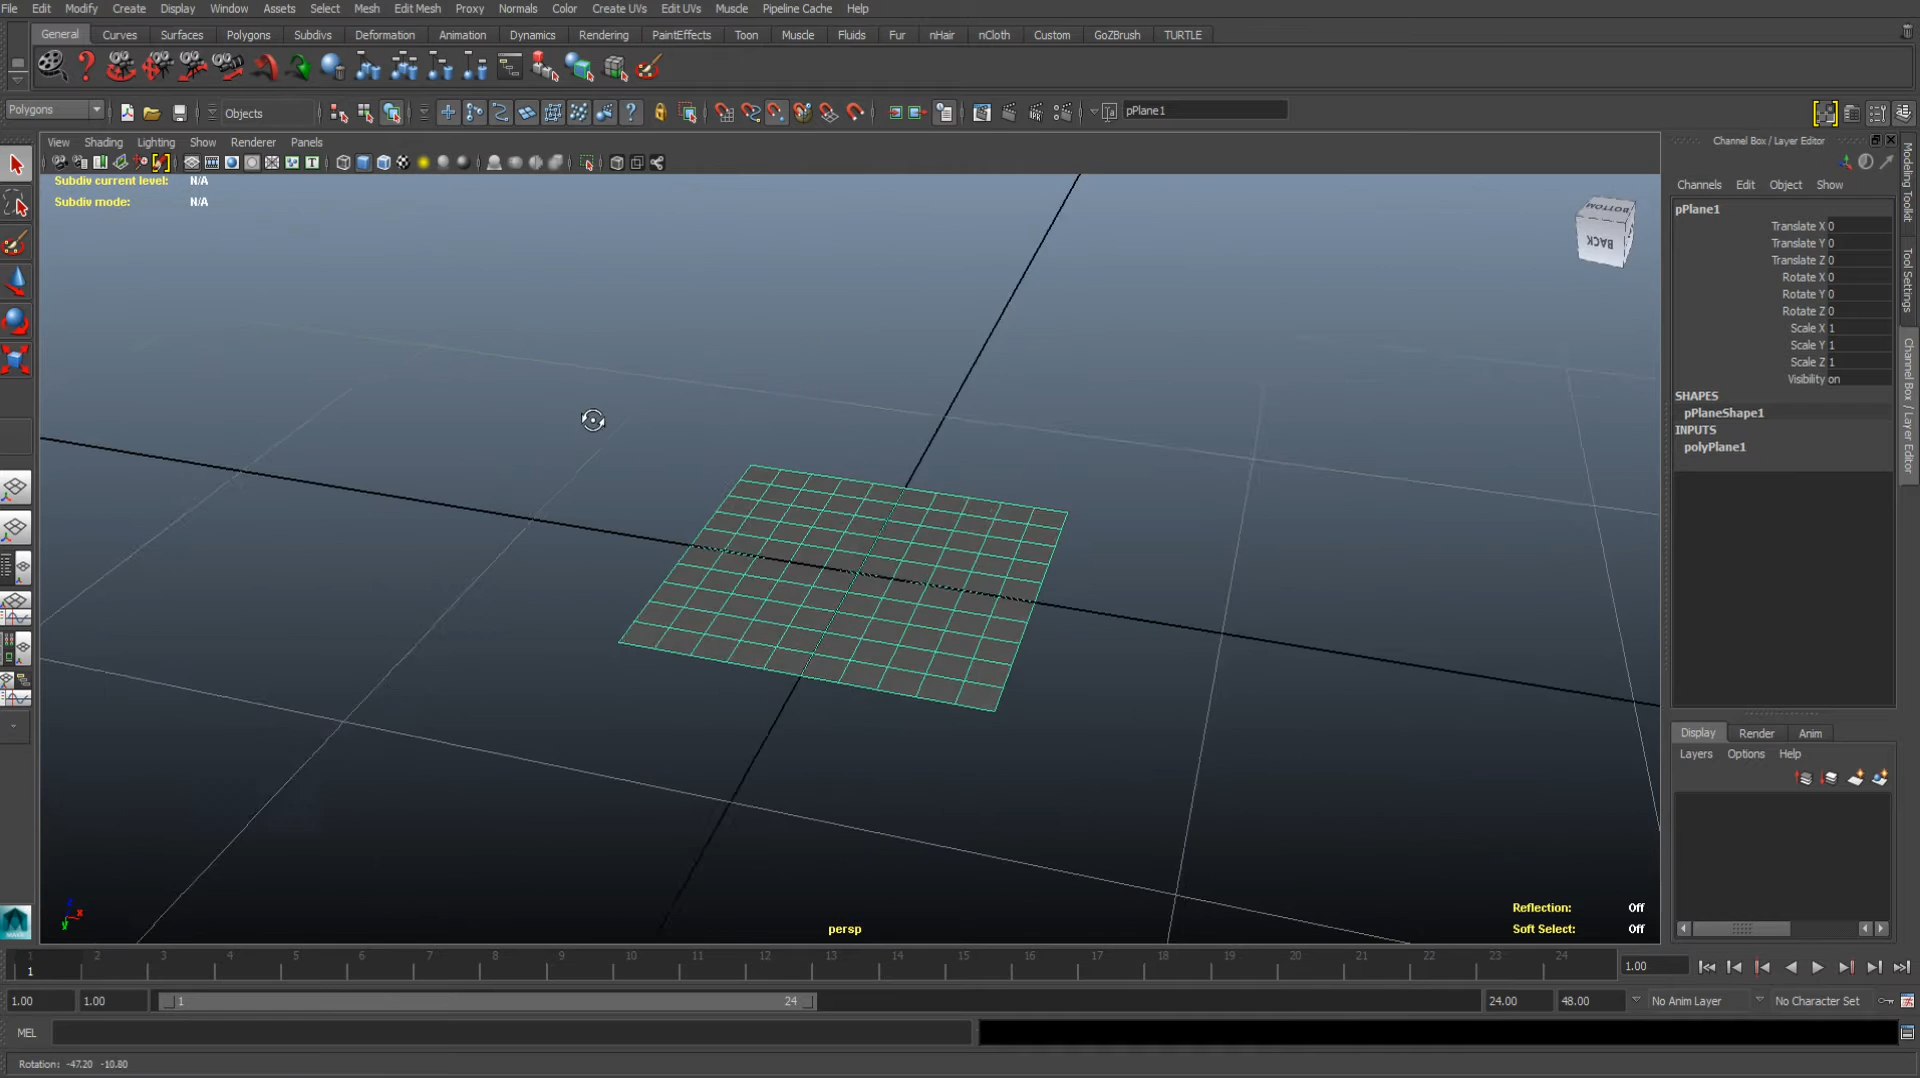 File Edit Modify Create Display Window Assets Select Mesh Edit Mesh Proxy Normals Color Create UVs Edit UVs Muscle Pipeline Cache Help
General Curves Surfaces Polygons Subdivs Deformation Animation Dynamics Rendering PaintEffects Toon Muscle Fluids Fur nHair nCloth Custom GoZBrush TURTLE
Polygons Objects pPlane1
View Shading Lighting Show Renderer Panels
Channel Box / Layer Editor
Subdiv current level: N/A
Subdiv mode: N/A
BOTTOM
BACK
Channels Edit Object Show
pPlane1
Translate X 0
Translate Y 0
Translate Z 0
Rotate X 0
Rotate Y 0
Rotate Z 0
Scale X 1
Scale Y 1
Scale Z 1
Visibility on
SHAPES
pPlaneShape1
INPUTS
polyPlane1
Modeling Toolkit
Tool Settings
Channel Box / Layer Editor
Display Render Anim
Layers Options Help
Reflection: Off
Soft Select: Off
persp
1 2 3 4 5 6 7 8 9 10 11 12 13 14 15 16 17 18 19 20 21 22 23 24
1 1.00
1.00 1.00 1 24 24.00 48.00 No Anim Layer No Character Set
MEL
Rotation: -47.20 -10.80